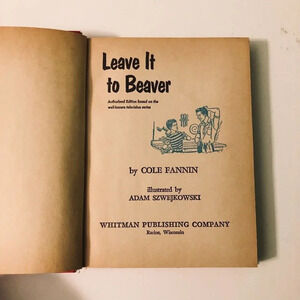 Leave It
to Beaver
Authorized Edition based on the
well-known television series
by COLE FANNIN
illustrated by
ADAM SZWEJKOWSKI
WHITMAN PUBLISHING COMPANY
Racine, Wisconsin